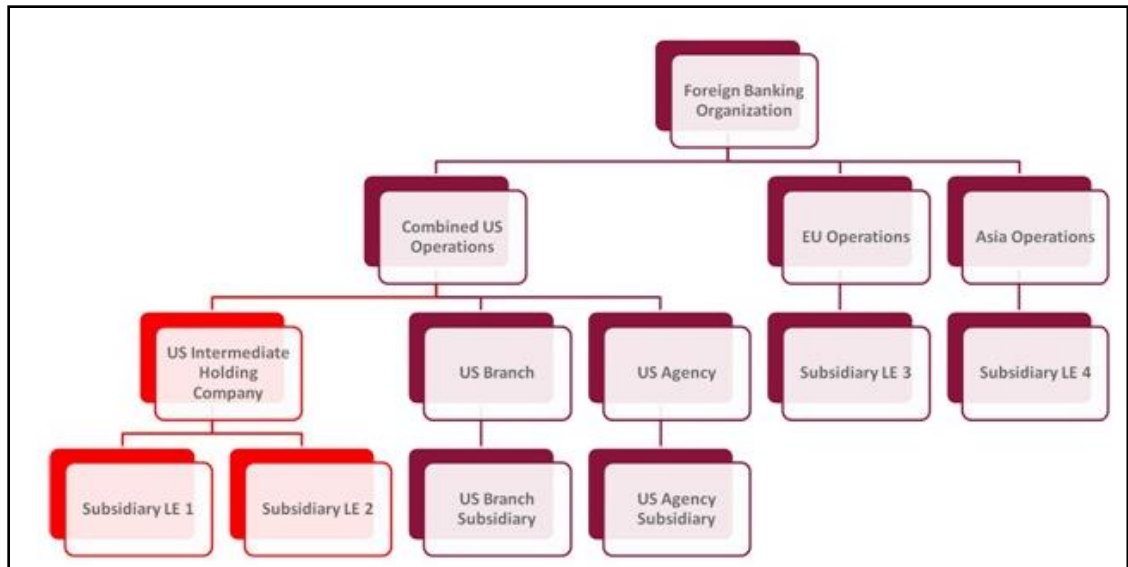 Foreign Banking
Organization
Combined US
Operations
EU Operations
Asia Operations
US Intermediate
Holding
Company
US Branch
US Agency
Subsidiary LE 3
Subsidiary LE 4
Subsidiary LE 1
Subsidiary LE 2
US Branch
Subsidiary
US Agency
Subsidiary